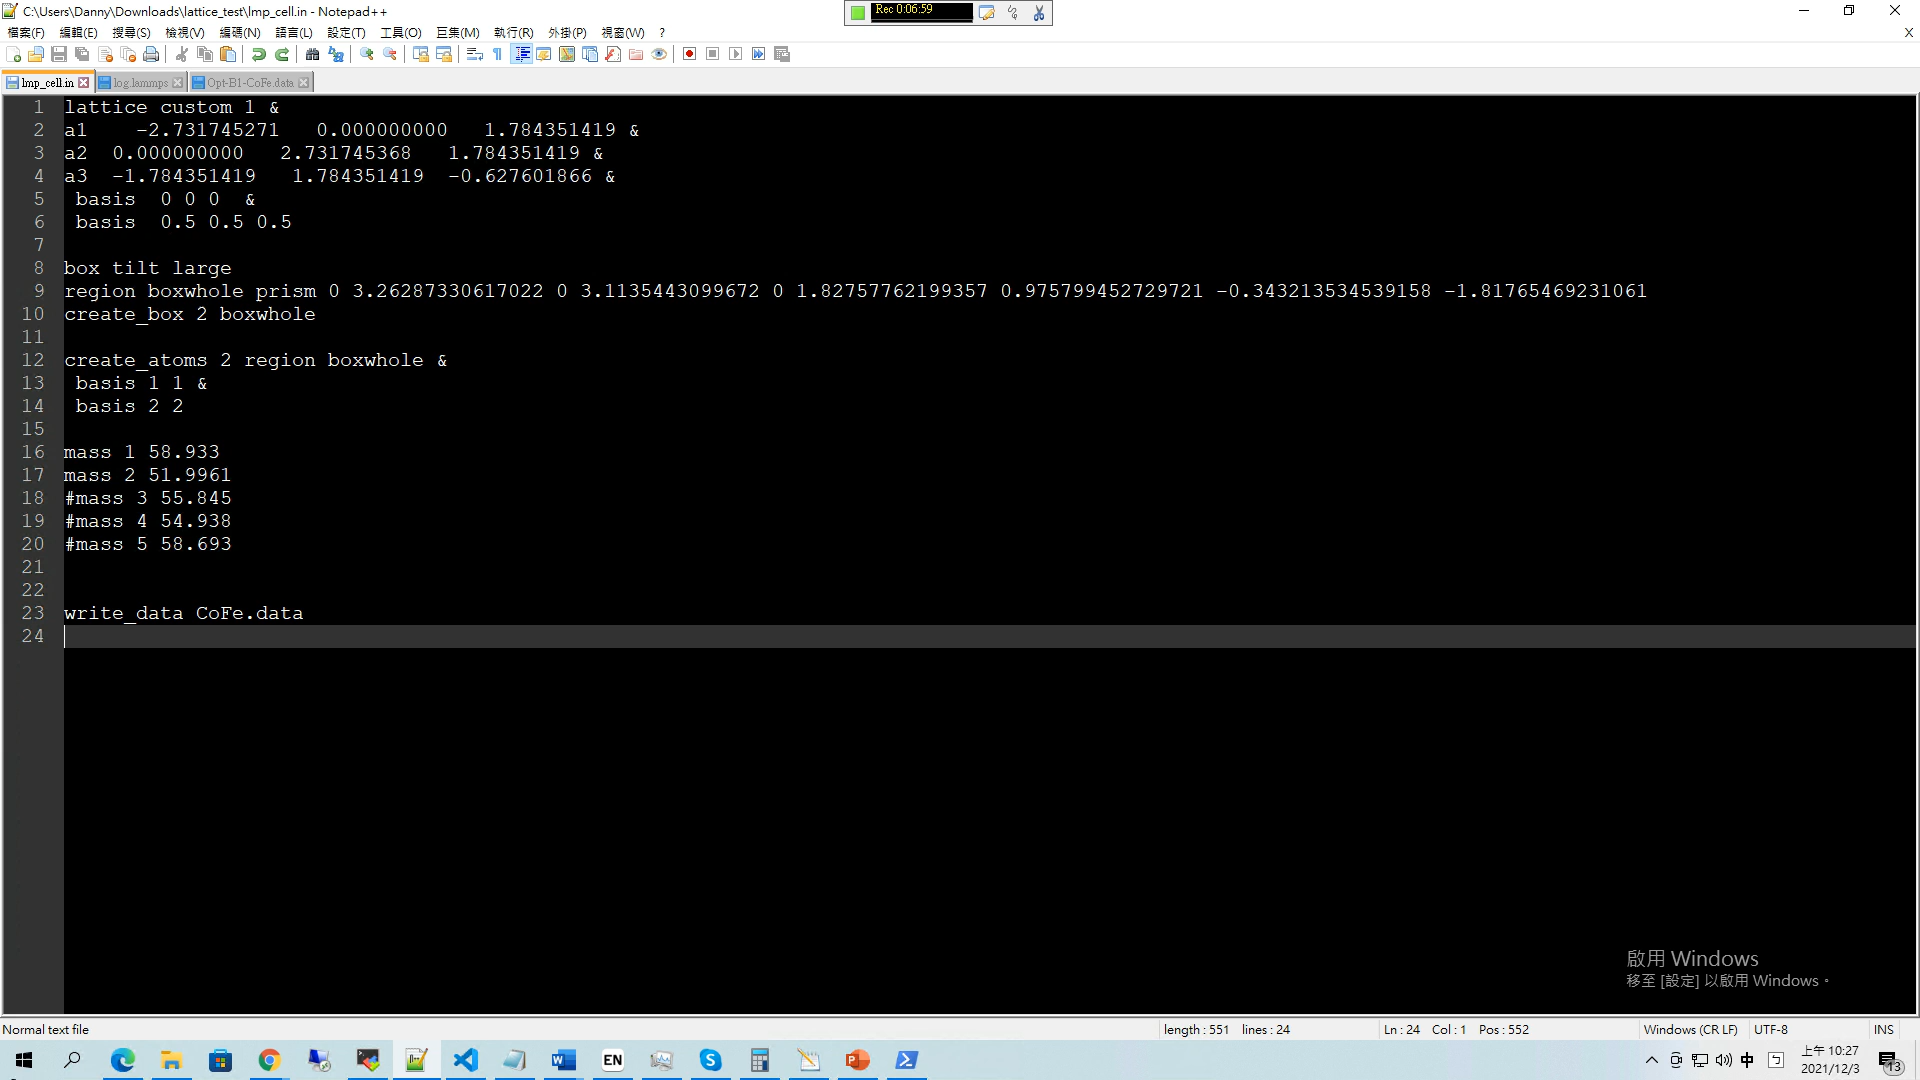 C:\Users\Danny\Downloads\lattice_test\lmp_cell.in - Notepad++
Rec 0:06:59
檔案(F) 編輯(E) 搜尋(S) 檢視(V) 編碼(N) 語言(L) 設定(T) 工具(O) 巨集(M) 執行(R) 外掛(P) 視窗(W) ? X
lmp_cell.in log.lammps Opt-B1-CoFe.data
1 lattice custom 1 &
2 a1 -2.731745271 0.000000000 1.784351419 &
3 a2 0.000000000 2.731745368 1.784351419 &
4 a3 -1.784351419 1.784351419 -0.627601866 &
5 basis 0 0 0 &
6 basis 0.5 0.5 0.5
7
8 box tilt large
9 region boxwhole prism 0 3.26287330617022 0 3.1135443099672 0 1.82757762199357 0.975799452729721 -0.343213534539158 -1.81765469231061
10 create_box 2 boxwhole
11
12 create_atoms 2 region boxwhole &
13 basis 1 1 &
14 basis 2 2
15
16 mass 1 58.933
17 mass 2 51.9961
18 #mass 3 55.845
19 #mass 4 54.938
20 #mass 5 58.693
21
22
23 write_data CoFe.data
24
啟用 Windows
移至 [設定] 以啟用 Windows。
Normal text file length : 551 lines : 24 Ln : 24 Col : 1 Pos : 552 Windows (CR LF) UTF-8 INS
EN 中 上午 10:27
2021/12/3 13